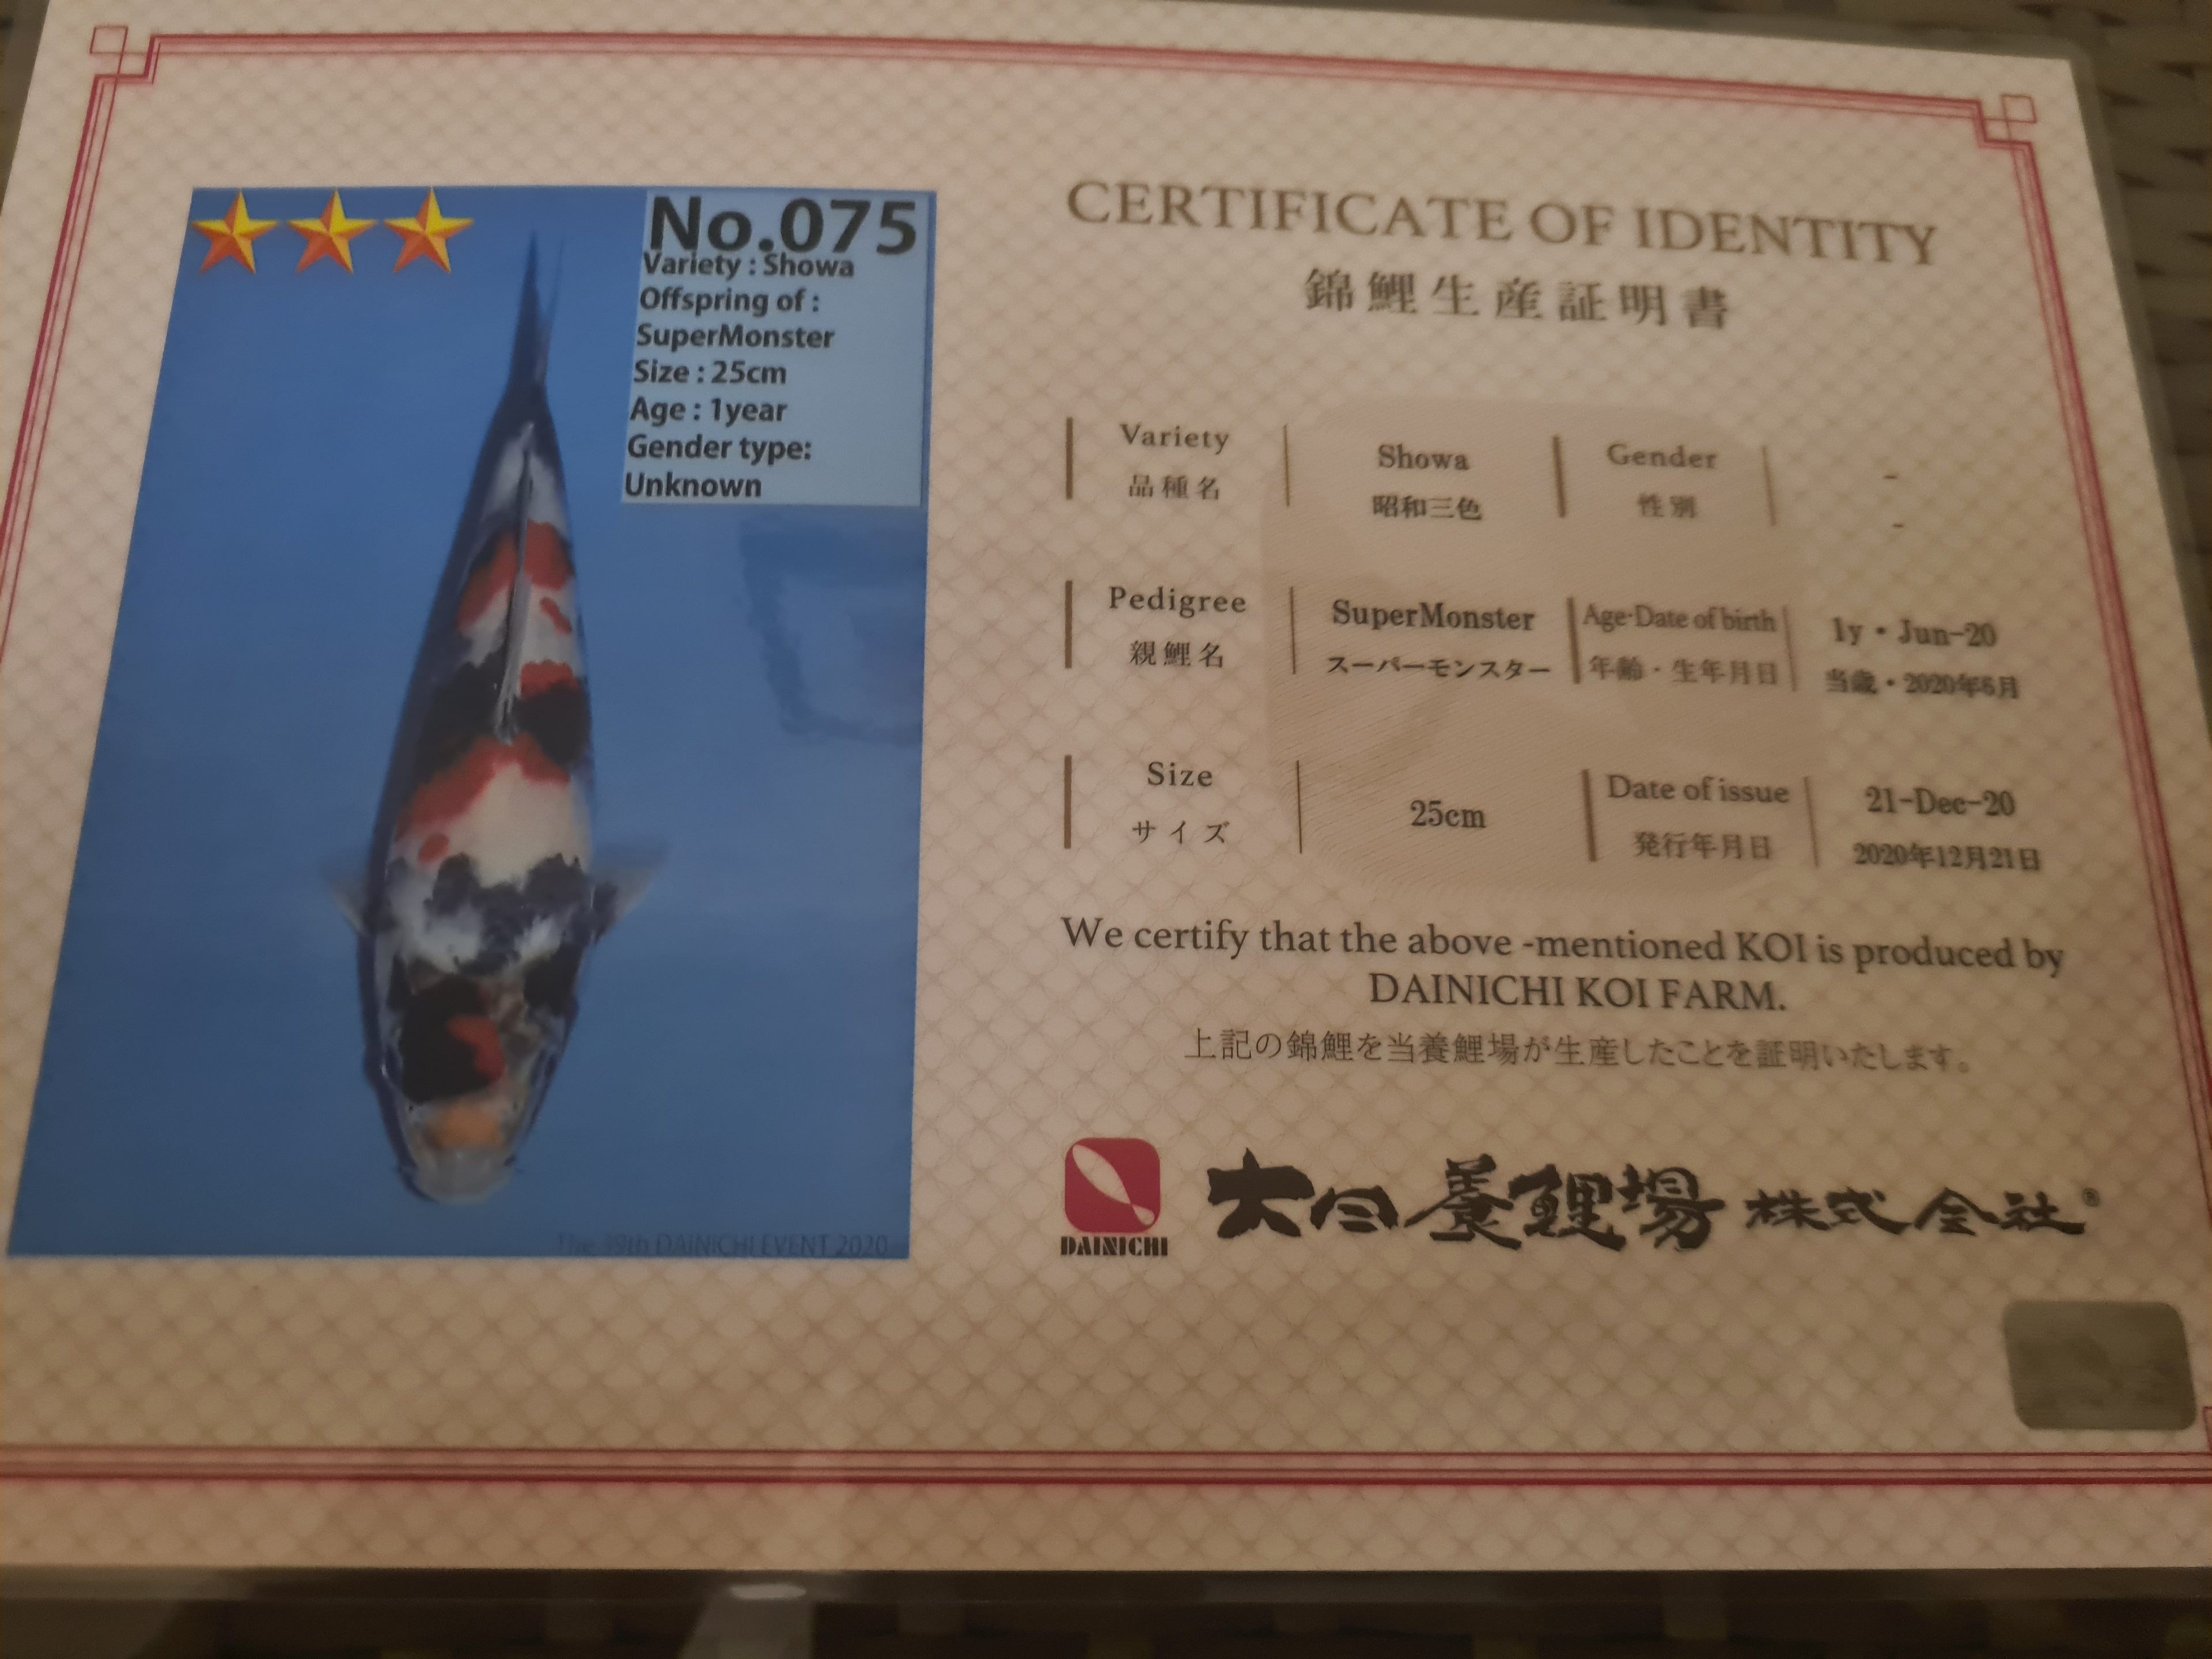 No.075
Variety : Showa
Offspring of :
SuperMonster
Size : 25cm
Age : 1year
Gender type:
Unknown
The 39th DAINICHI EVENT 2020
CERTIFICATE OF IDENTITY
錦鯉生産証明書
Variety Showa Gender -
品種名 昭和三色 性別 -
Pedigree SuperMonster Age·Date of birth 1y・Jun-20
親鯉名 スーパーモンスター 年齢・生年月日 当歳・2020年6月
Size 25cm Date of issue 21-Dec-20
サイズ 発行年月日 2020年12月21日
We certify that the above -mentioned KOI is produced by
DAINICHI KOI FARM.
上記の錦鯉を当養鯉場が生産したことを証明いたします。
DAINICHI
大日養鯉場 株式会社®